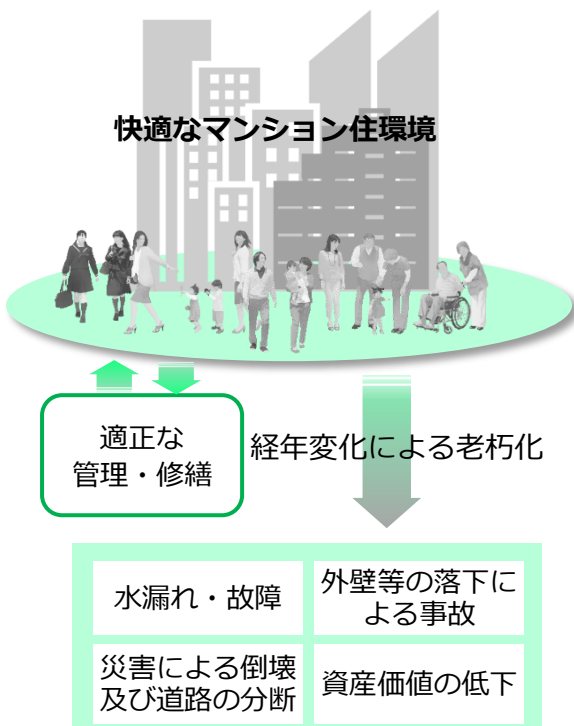 快適なマンション住環境
適正な
管理・修繕
経年変化による老朽化
水漏れ・故障
外壁等の落下に
よる事故
災害による倒壊
及び道路の分断
資産価値の低下